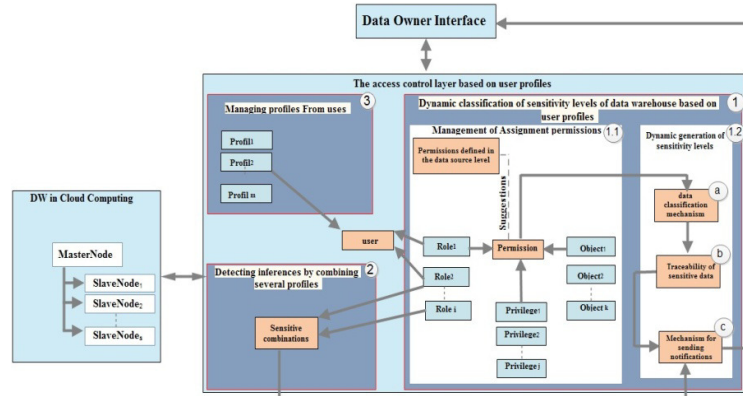 Data Owner Interface
The access control layer based on user profiles
3
Managing profiles From uses
Profil1
Profil2
Profil m
1
Dynamic classification of sensitivity levels of data warehouse based on
user profiles
1.1
Management of Assignment permissions
Permissions defined in
the data source level
Suggestions
1.2
Dynamic generation of
sensitivity levels
a
data
classification
mechanism
b
Traceability of
sensitive data
c
Mechanism for
sending
notifications
DW in Cloud Computing
MasterNode
SlaveNode1
SlaveNode2
SlaveNoden
user
Role1
Role2
Role i
Permission
Object1
Object2
Object k
Privilege1
Privilege2
Privilege j
2
Detecting inferences by combining
several profiles
Sensitive
combinations